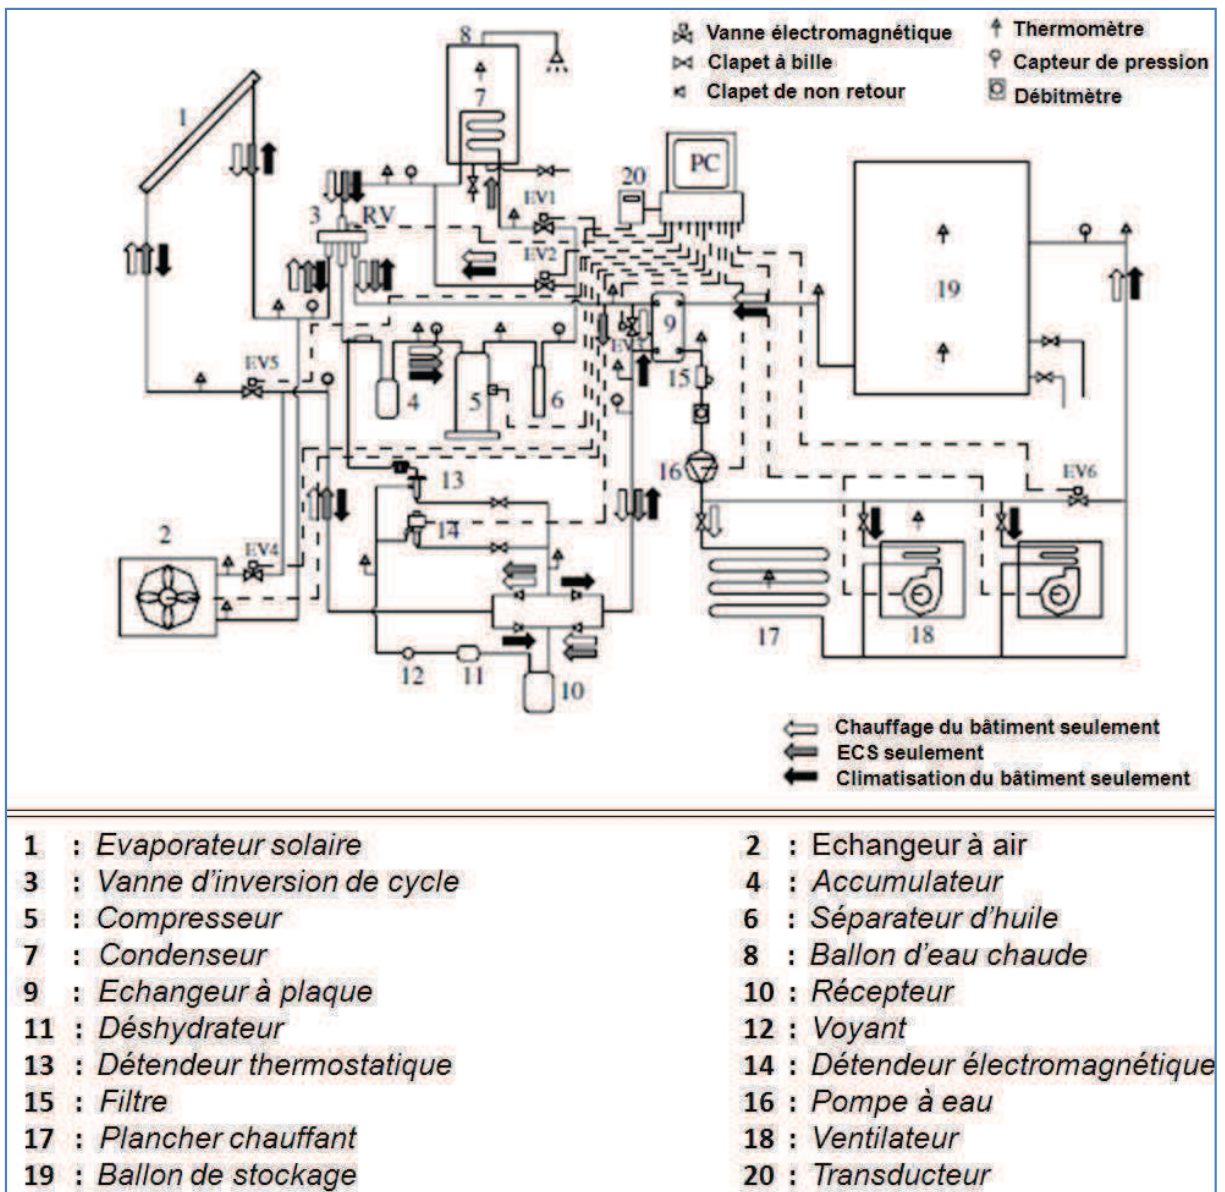 Vanne électromagnétique
Clapet à bille
Clapet de non retour
Thermomètre
Capteur de pression
Débitmètre
8
7
1
PC
20
3
RV
EV1
EV2
9
19
EV5
4
5
6
15
13
16
EV6
14
2
EV4
17
18
12
11
10
Chauffage du bâtiment seulement
ECS seulement
Climatisation du bâtiment seulement
1 : Evaporateur solaire
2 : Echangeur à air
3 : Vanne d'inversion de cycle
4 : Accumulateur
5 : Compresseur
6 : Séparateur d'huile
7 : Condenseur
8 : Ballon d'eau chaude
9 : Echangeur à plaque
10 : Récepteur
11 : Déshydrateur
12 : Voyant
13 : Détendeur thermostatique
14 : Détendeur électromagnétique
15 : Filtre
16 : Pompe à eau
17 : Plancher chauffant
18 : Ventilateur
19 : Ballon de stockage
20 : Transducteur